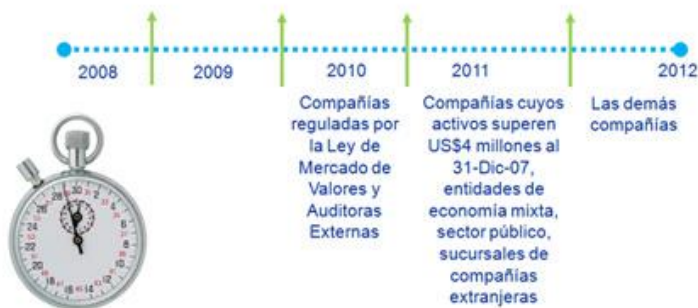 2008
2009
2010
2011
2012
Compañías
reguladas por
la Ley de
Mercado de
Valores y
Auditoras
Externas
Compañías cuyos
activos superen
US$4 millones al
31-Dic-07,
entidades de
economía mixta,
sector público,
sucursales de
compañías
extranjeras
Las demás
compañías